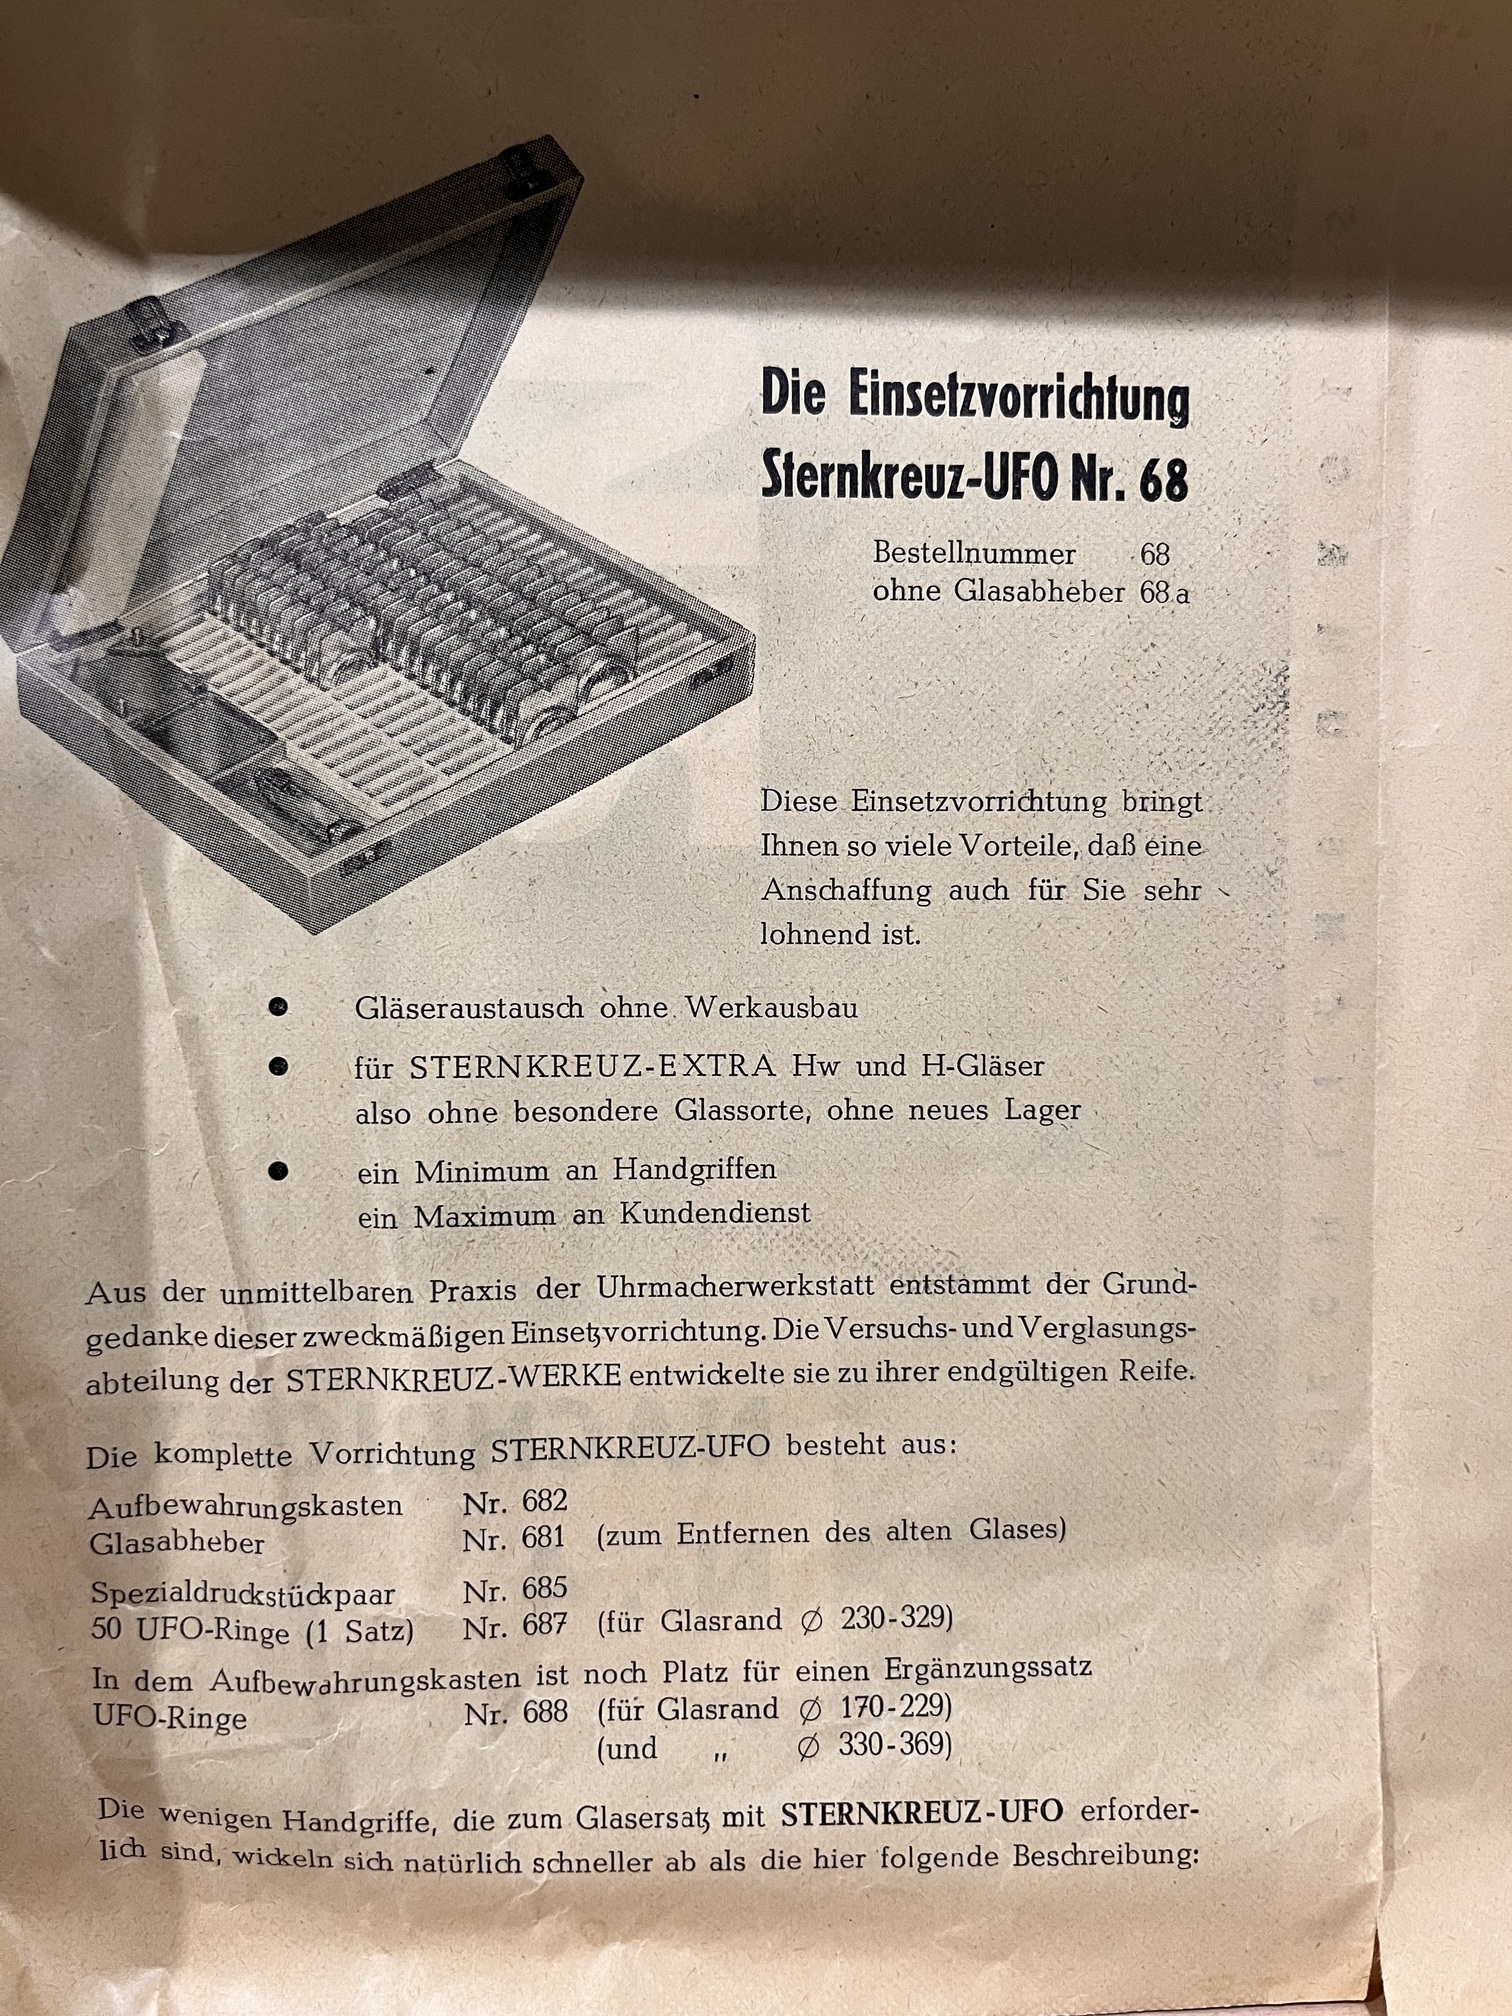 Die Einsetzvorrichtung
Sternkreuz-UFO Nr. 68
Bestellnummer 68
ohne Glasabheber 68a
Diese Einsetzvorrichtung bringt
Ihnen so viele Vorteile, daß eine
Anschaffung auch für Sie sehr
lohnend ist.
● Gläseraustausch ohne Werkausbau
● für STERNKREUZ-EXTRA Hw und H-Gläser
also ohne besondere Glassorte, ohne neues Lager
● ein Minimum an Handgriffen
ein Maximum an Kundendienst
Aus der unmittelbaren Praxis der Uhrmacherwerkstatt entstammt der Grund-
gedanke dieser zweckmäßigen Einsetzvorrichtung. Die Versuchs- und Verglasungs-
abteilung der STERNKREUZ-WERKE entwickelte sie zu ihrer endgültigen Reife.
Die komplette Vorrichtung STERNKREUZ-UFO besteht aus:
Aufbewahrungskasten Nr. 682
Glasabheber Nr. 681 (zum Entfernen des alten Glases)
Spezialdruckstückpaar Nr. 685
50 UFO-Ringe (1 Satz) Nr. 687 (für Glasrand ∅ 230-329)
In dem Aufbewahrungskasten ist noch Platz für einen Ergänzungssatz
UFO-Ringe Nr. 688 (für Glasrand ∅ 170-229)
(und „ ∅ 330-369)
Die wenigen Handgriffe, die zum Glasersatz mit STERNKREUZ-UFO erforder-
lich sind, wickeln sich natürlich schneller ab als die hier folgende Beschreibung: